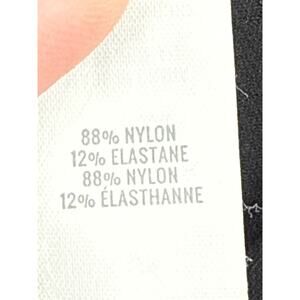 88% NYLON
12% ELASTANE
88% NYLON
12% ÉLASTHANNE